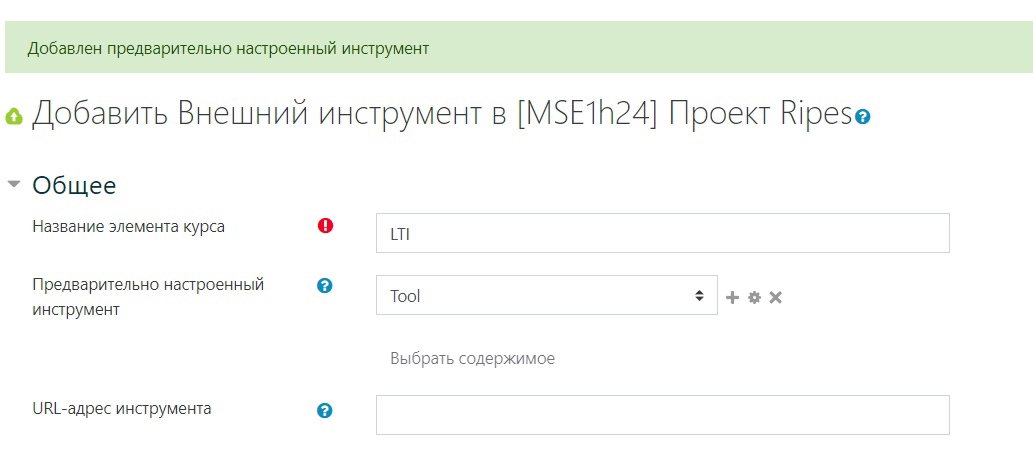 Добавлен предварительно настроенный инструмент
Добавить Внешний инструмент в [MSE1h24] Проект Ripes
Общее
Название элемента курса
LTI
Предварительно настроенный
инструмент
Tool
Выбрать содержимое
URL-адрес инструмента